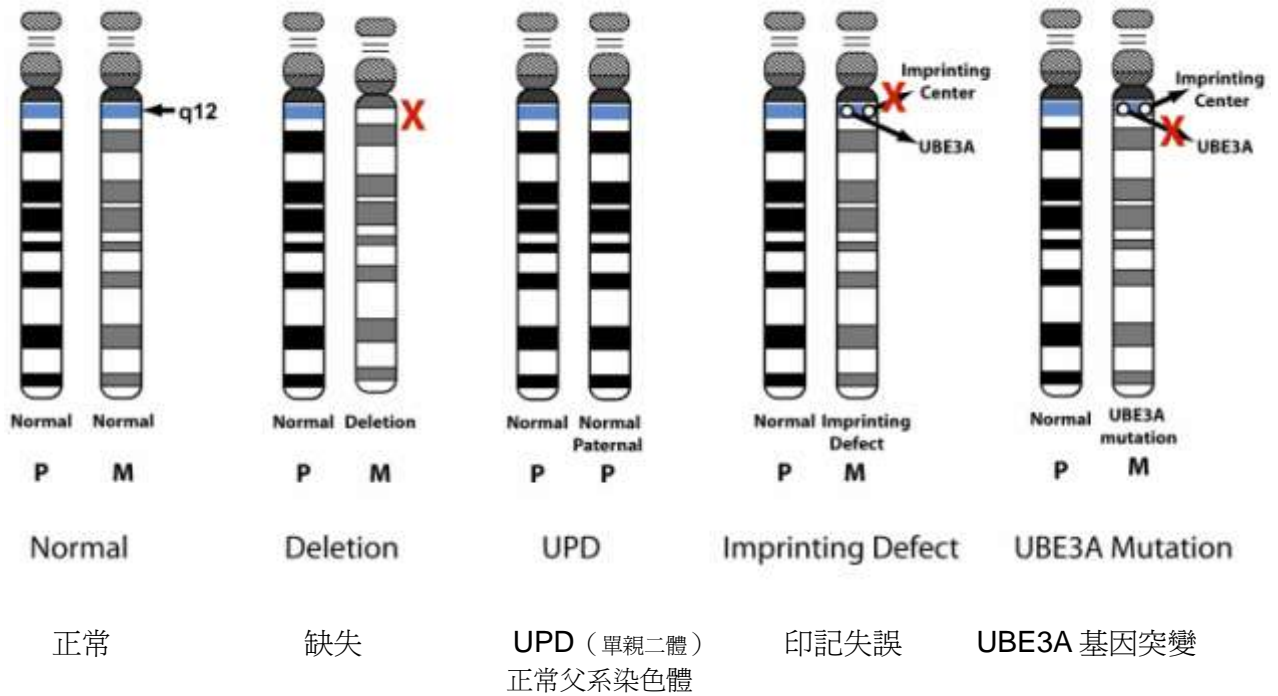 q12
X
Imprinting
Center
X
UBE3A
Imprinting
Center
X
UBE3A
Normal Normal
Normal Deletion
Normal Normal
Paternal
Normal Imprinting
Defect
Normal UBE3A
mutation
P M
P M
P P
P M
P M
Normal
Deletion
UPD
Imprinting Defect
UBE3A Mutation
正常
缺失
UPD（單親二體）
正常父系染色體
印記失誤
UBE3A 基因突變